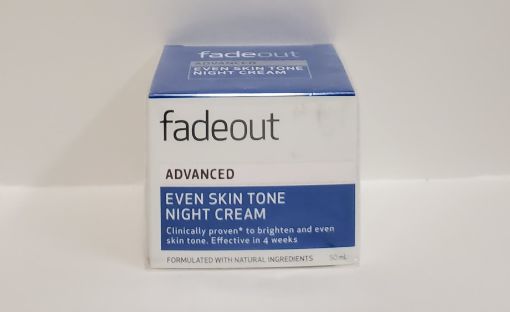 fadeout
ADVANCED
EVEN SKIN TONE
NIGHT CREAM
fadeout
ADVANCED
EVEN SKIN TONE
NIGHT CREAM
Clinically proven* to brighten and even
skin tone. Effective in 4 weeks
FORMULATED WITH NATURAL INGREDIENTS 50 mL